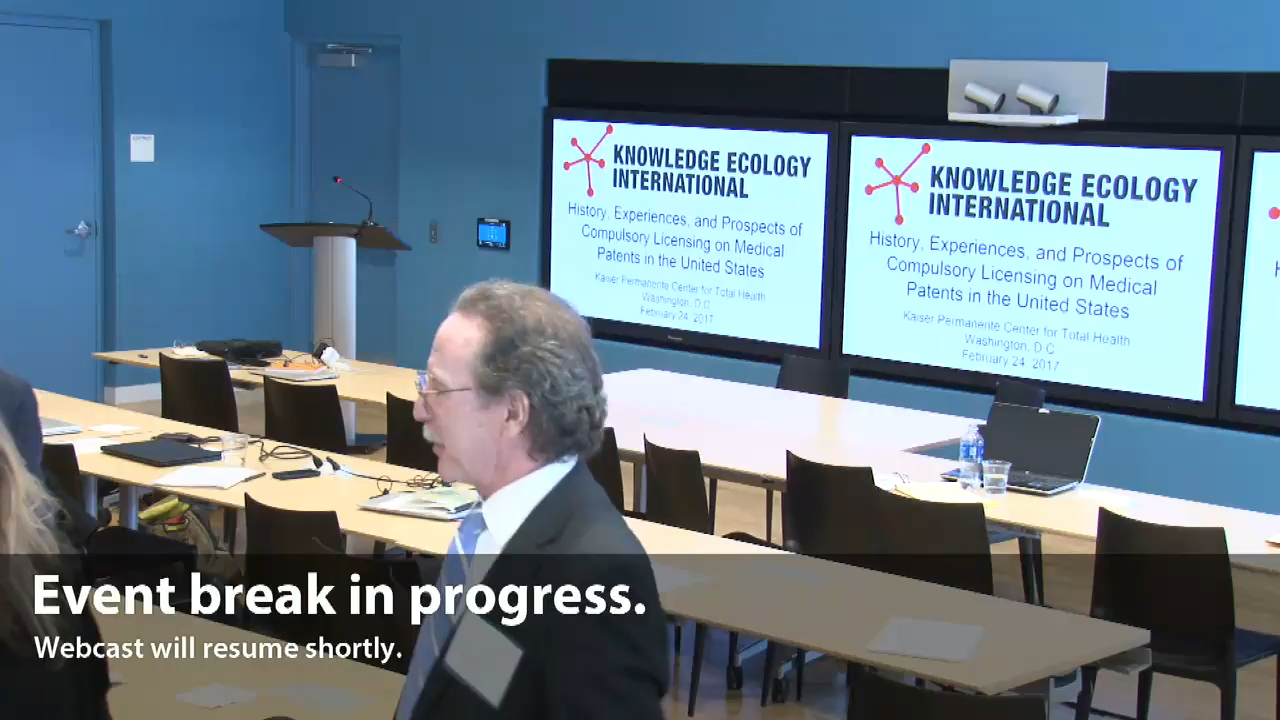 KNOWLEDGE ECOLOGY
INTERNATIONAL
History, Experiences, and Prospects of
Compulsory Licensing on Medical
Patents in the United States
Kaiser Permanente Center for Total Health
Washington, D.C.
February 24, 2017
KNOWLEDGE ECOLOGY
INTERNATIONAL
History, Experiences, and Prospects of
Compulsory Licensing on Medical
Patents in the United States
Kaiser Permanente Center for Total Health
Washington, D.C.
February 24, 2017
H
Event break in progress.
Webcast will resume shortly.